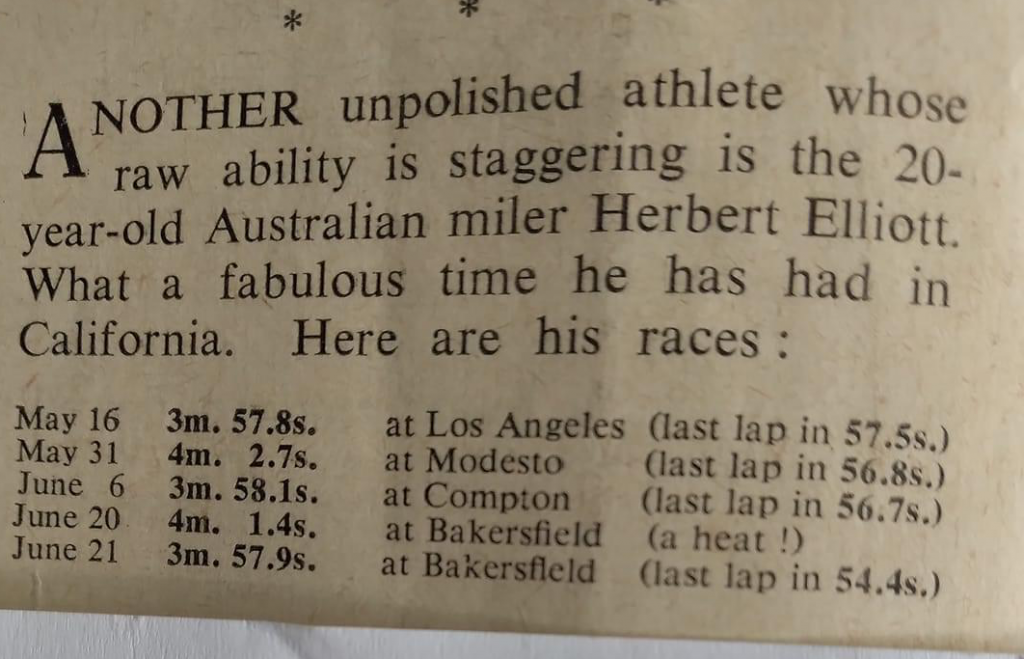 * * *
ANOTHER unpolished athlete whose
raw ability is staggering is the 20-
year-old Australian miler Herbert Elliott.
What a fabulous time he has had in
California. Here are his races :
May 16 3m. 57.8s. at Los Angeles (last lap in 57.5s.)
May 31 4m. 2.7s. at Modesto (last lap in 56.8s.)
June 6 3m. 58.1s. at Compton (last lap in 56.7s.)
June 20 4m. 1.4s. at Bakersfield (a heat !)
June 21 3m. 57.9s. at Bakersfield (last lap in 54.4s.)